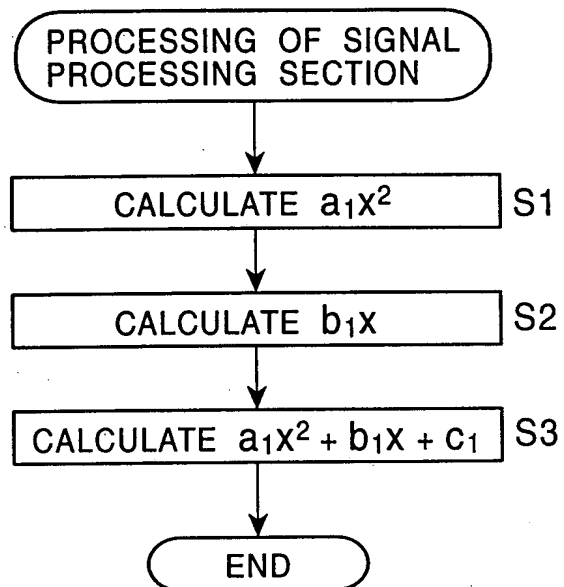 PROCESSING OF SIGNAL
PROCESSING SECTION
CALCULATE a₁x² S1
CALCULATE b₁x S2
CALCULATE a₁x² + b₁x + c₁ S3
END